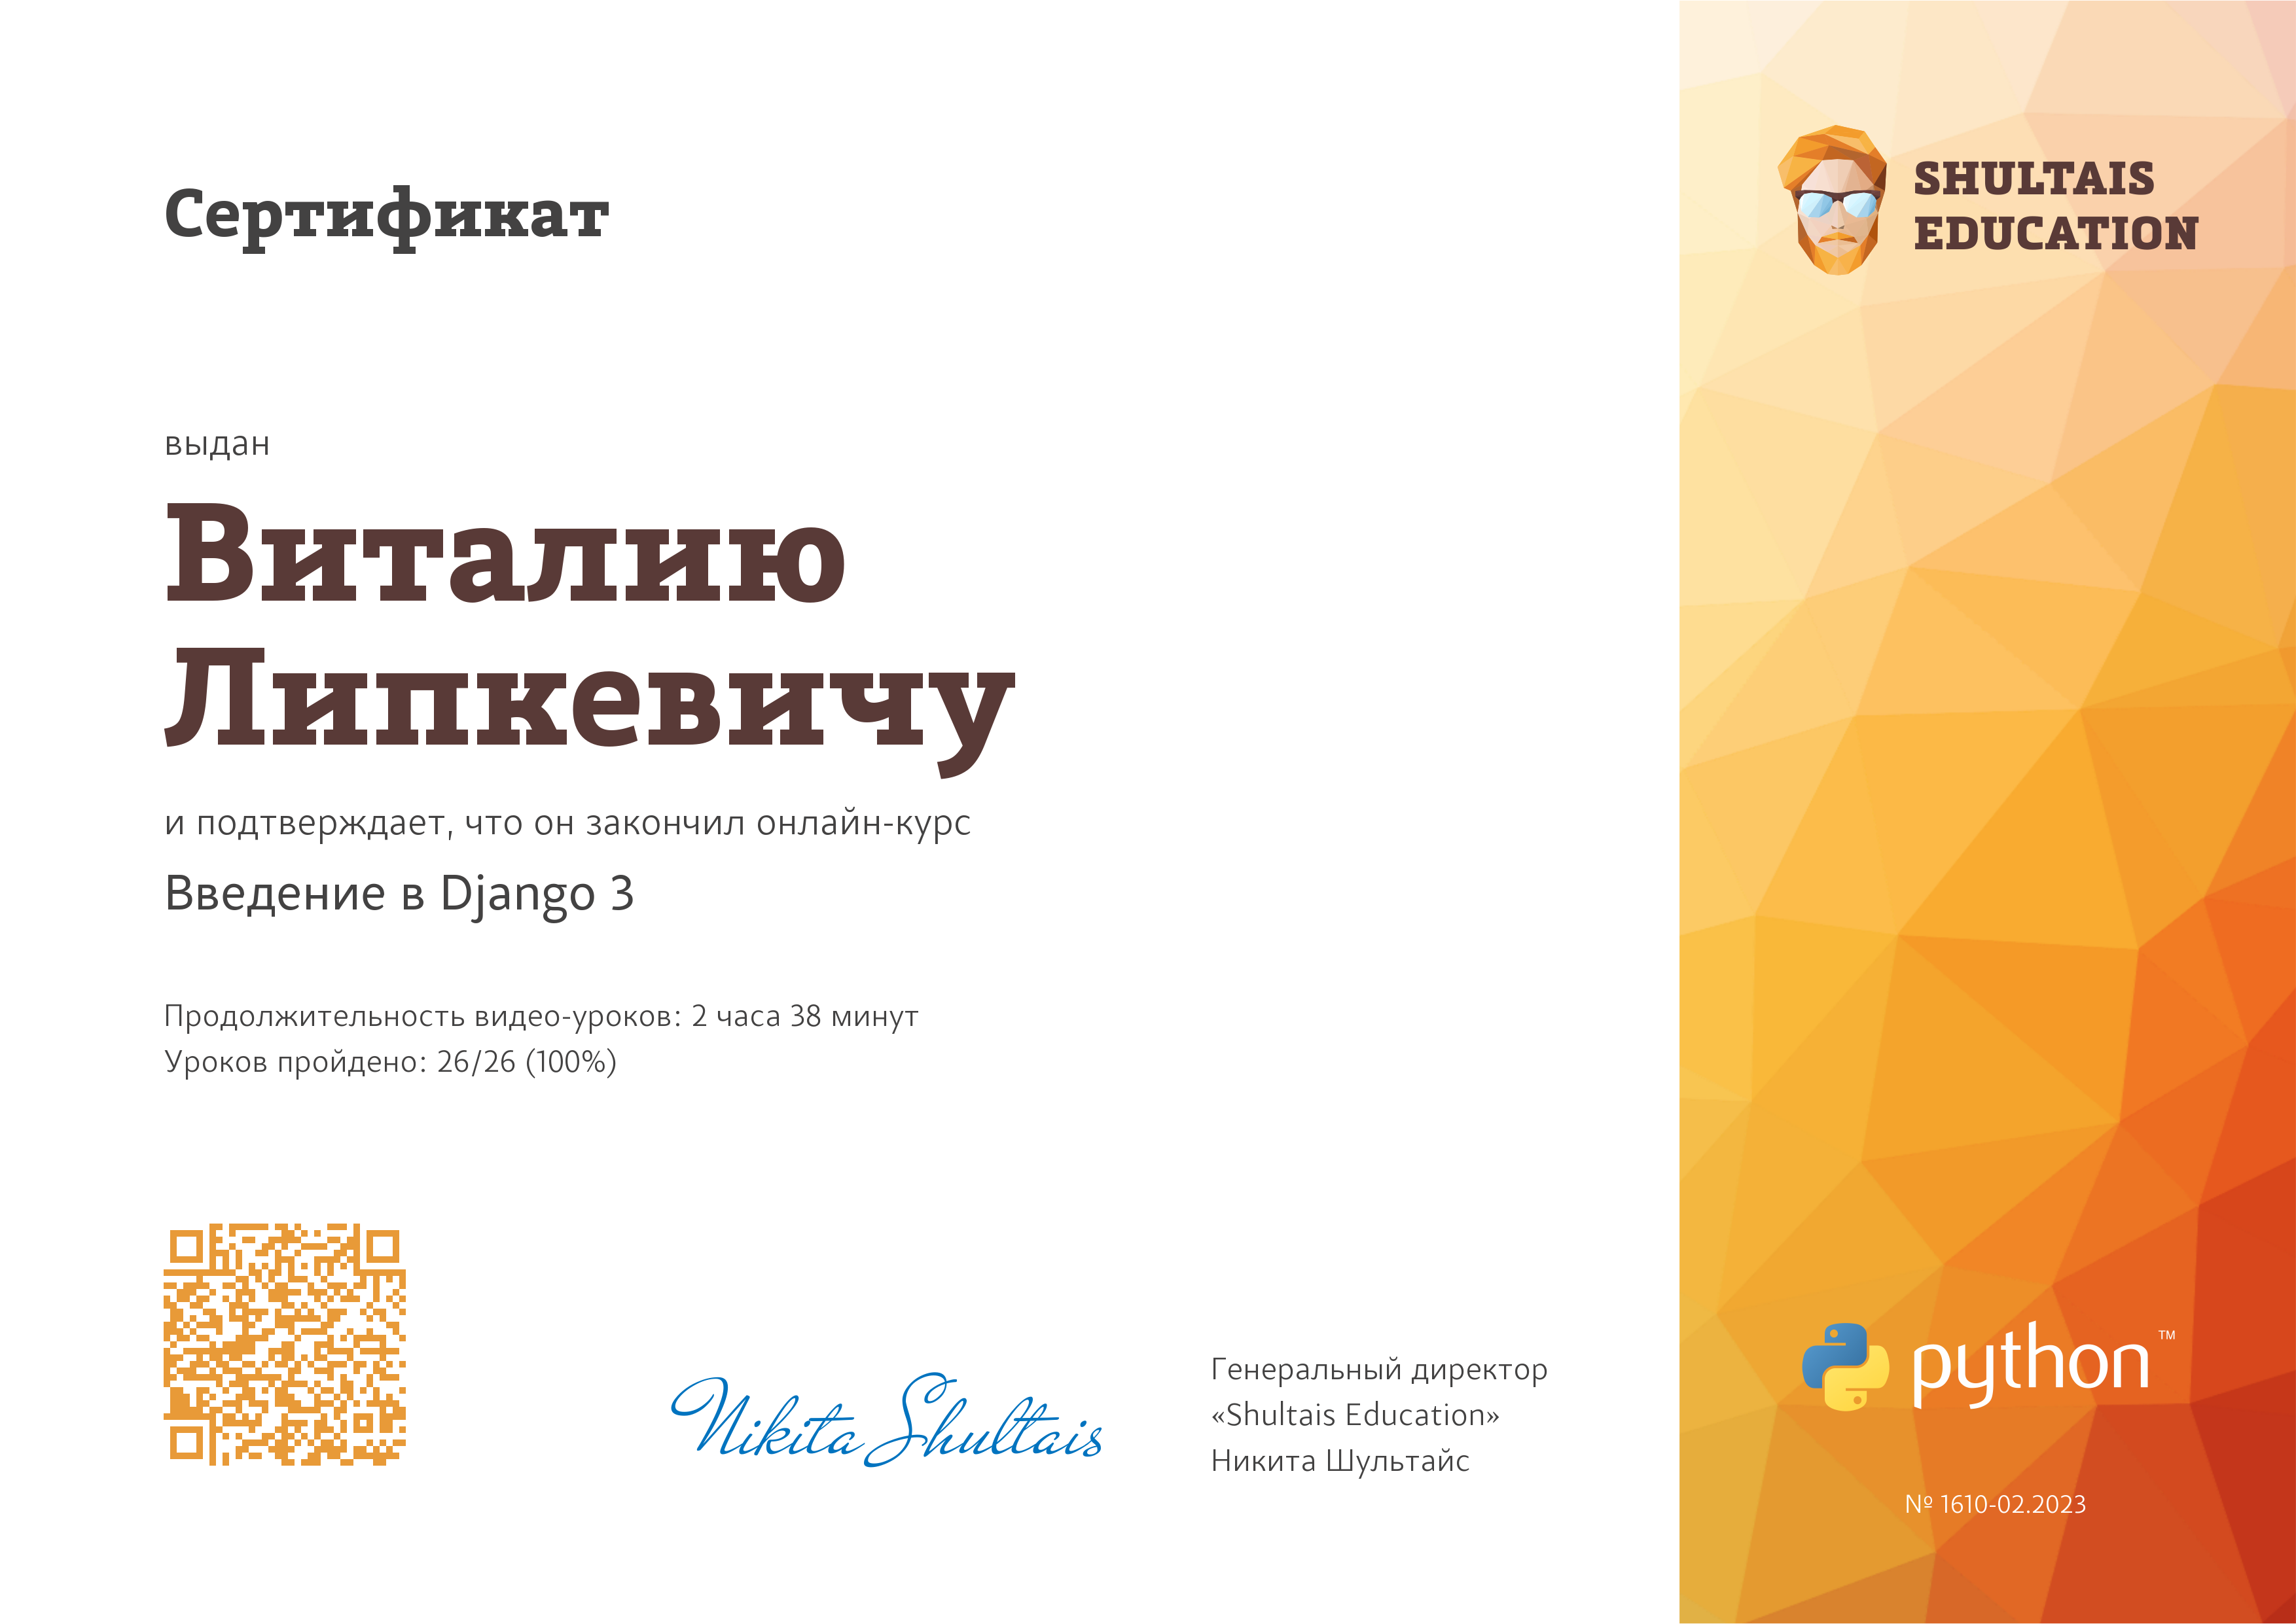 Сертификат
SHULTAIS
EDUCATION
выдан
Виталию
Липкевичу
и подтверждает, что он закончил онлайн-курс
Введение в Django 3
Продолжительность видео-уроков: 2 часа 38 минут
Уроков пройдено: 26/26 (100%)
Nikita Shultais
Генеральный директор
«Shultais Education»
Никита Шультайс
python™
№ 1610-02.2023